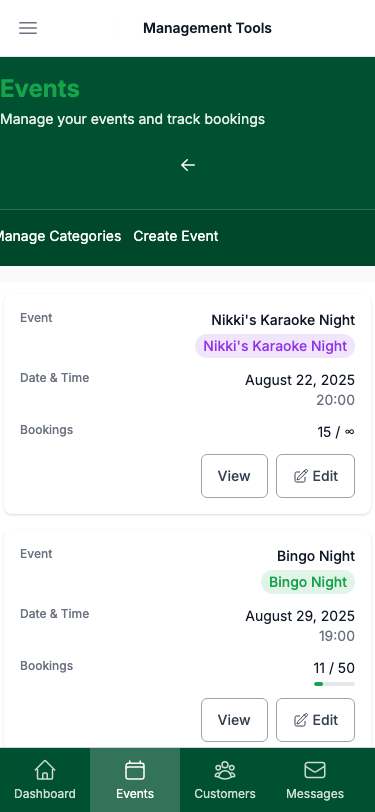 Management Tools
Events
Manage your events and track bookings
Manage Categories Create Event
Event Nikki's Karaoke Night
Nikki's Karaoke Night
Date & Time August 22, 2025
20:00
Bookings 15 / ∞
View Edit
Event Bingo Night
Bingo Night
Date & Time August 29, 2025
19:00
Bookings 11 / 50
View Edit
Dashboard Events Customers Messages